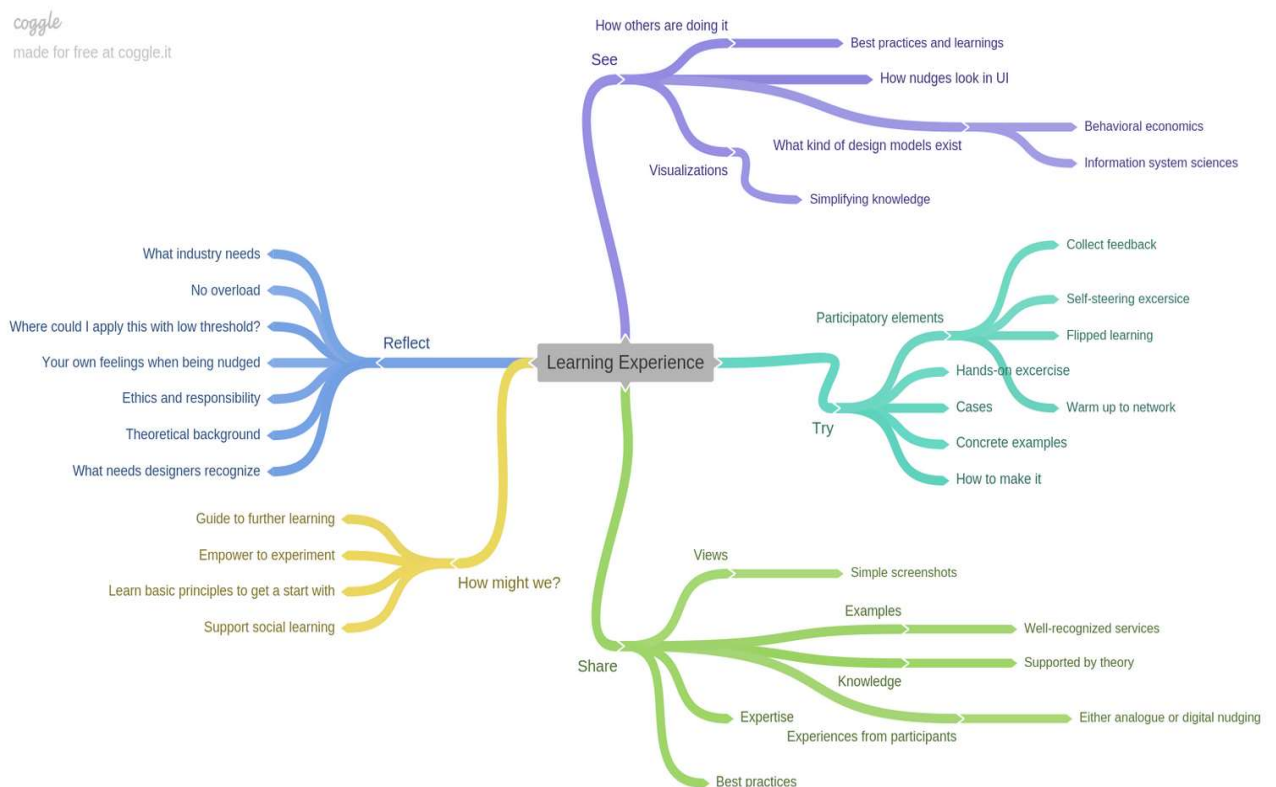 coggle
made for free at coggle.it
How others are doing it
Best practices and learnings
See
How nudges look in UI
Behavioral economics
What kind of design models exist
Information system sciences
Visualizations
Simplifying knowledge
Learning Experience
Reflect
What industry needs
No overload
Where could I apply this with low threshold?
Your own feelings when being nudged
Ethics and responsibility
Theoretical background
What needs designers recognize
Collect feedback
Participatory elements
Self-steering excersice
Flipped learning
Warm up to network
Hands-on excercise
Cases
Try
Concrete examples
How to make it
Guide to further learning
Empower to experiment
How might we?
Learn basic principles to get a start with
Support social learning
Views
Simple screenshots
Examples
Well-recognized services
Share
Supported by theory
Knowledge
Expertise
Either analogue or digital nudging
Experiences from participants
Best practices